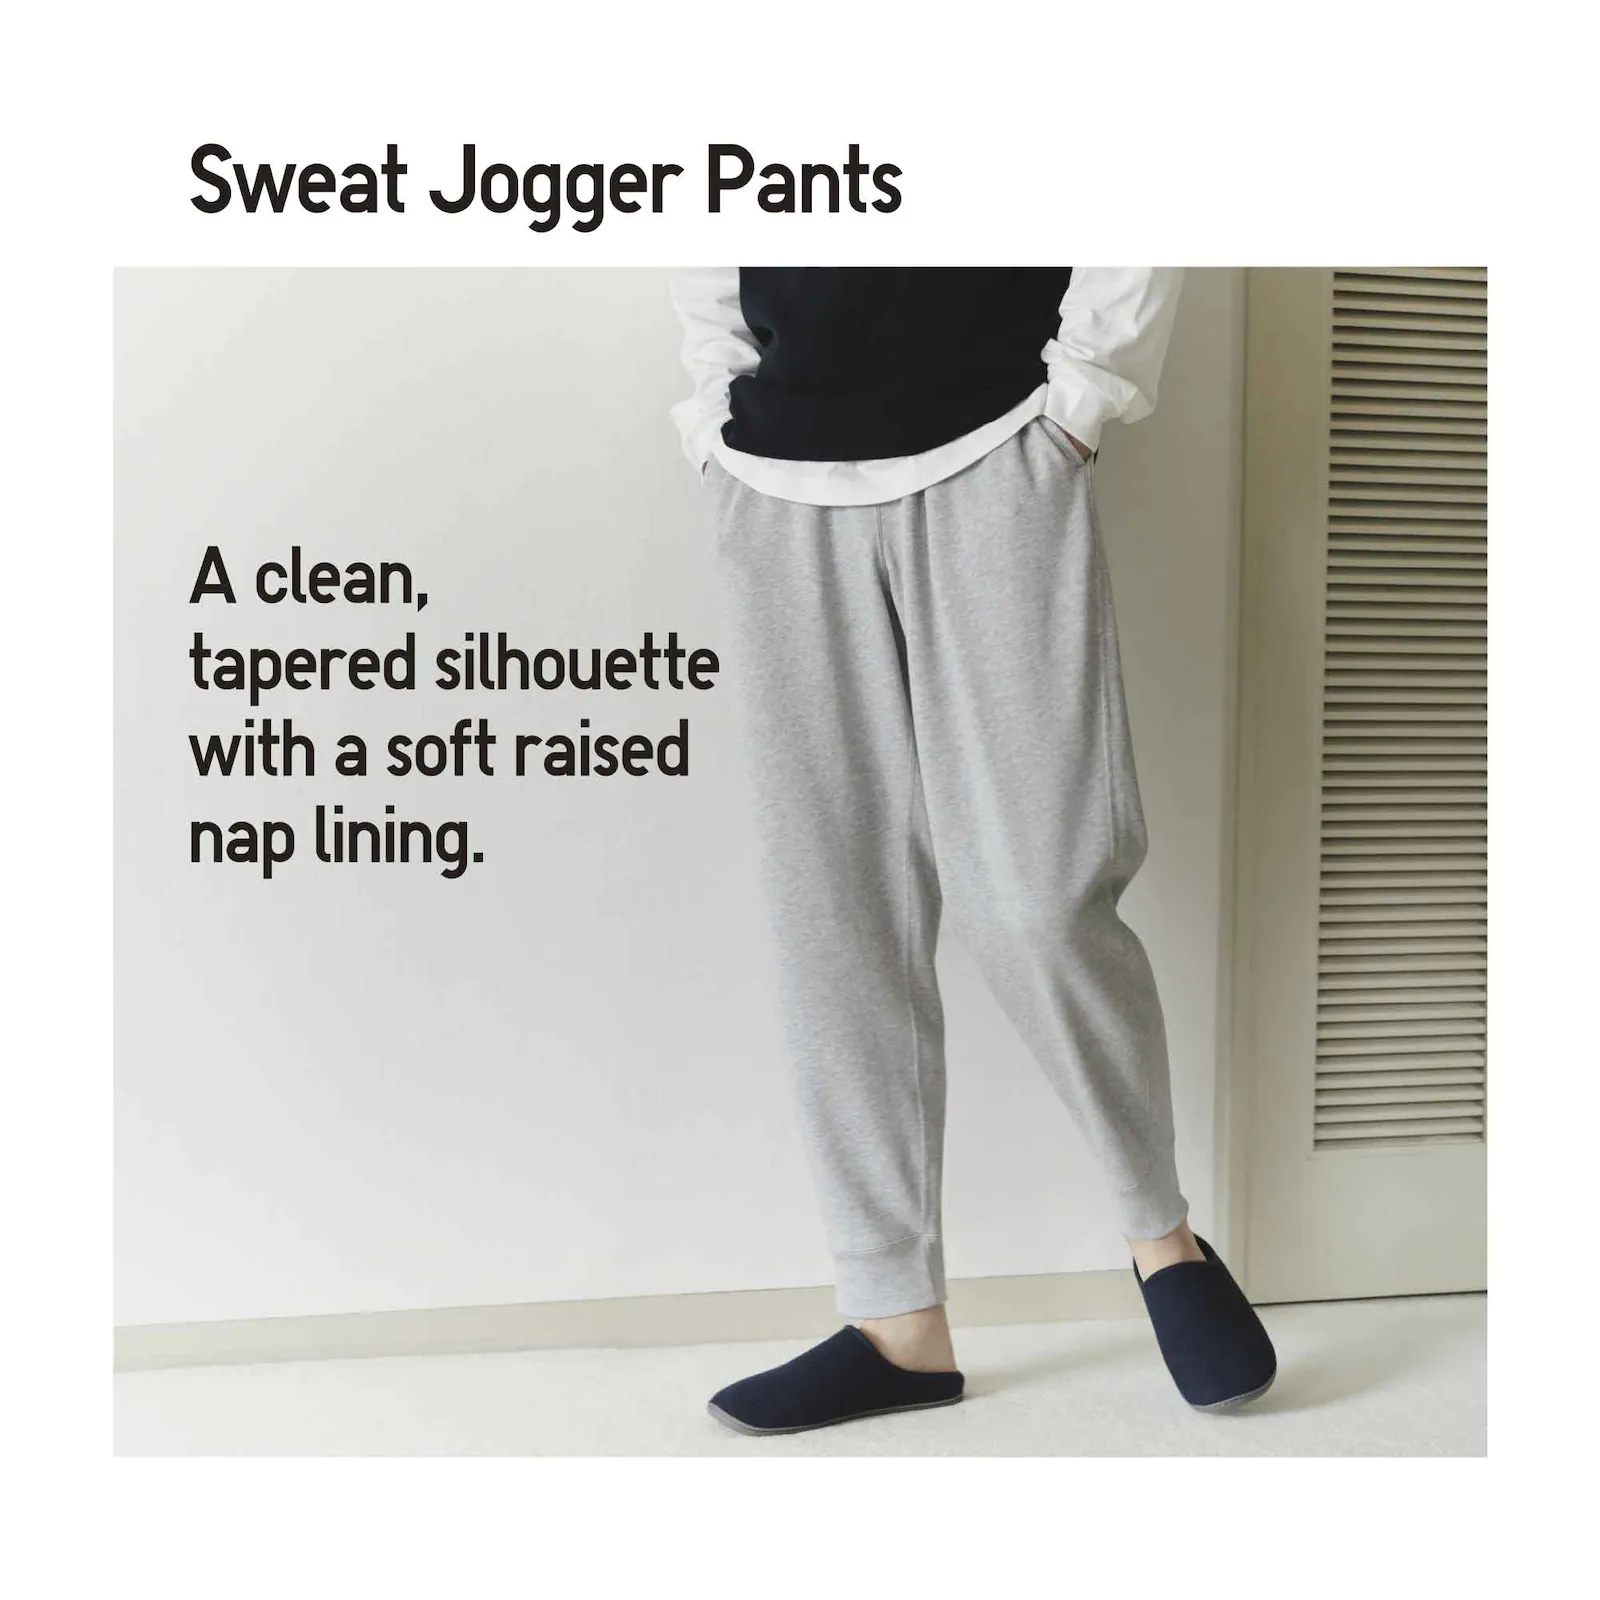 Sweat Jogger Pants
A clean,
tapered silhouette
with a soft raised
nap lining.